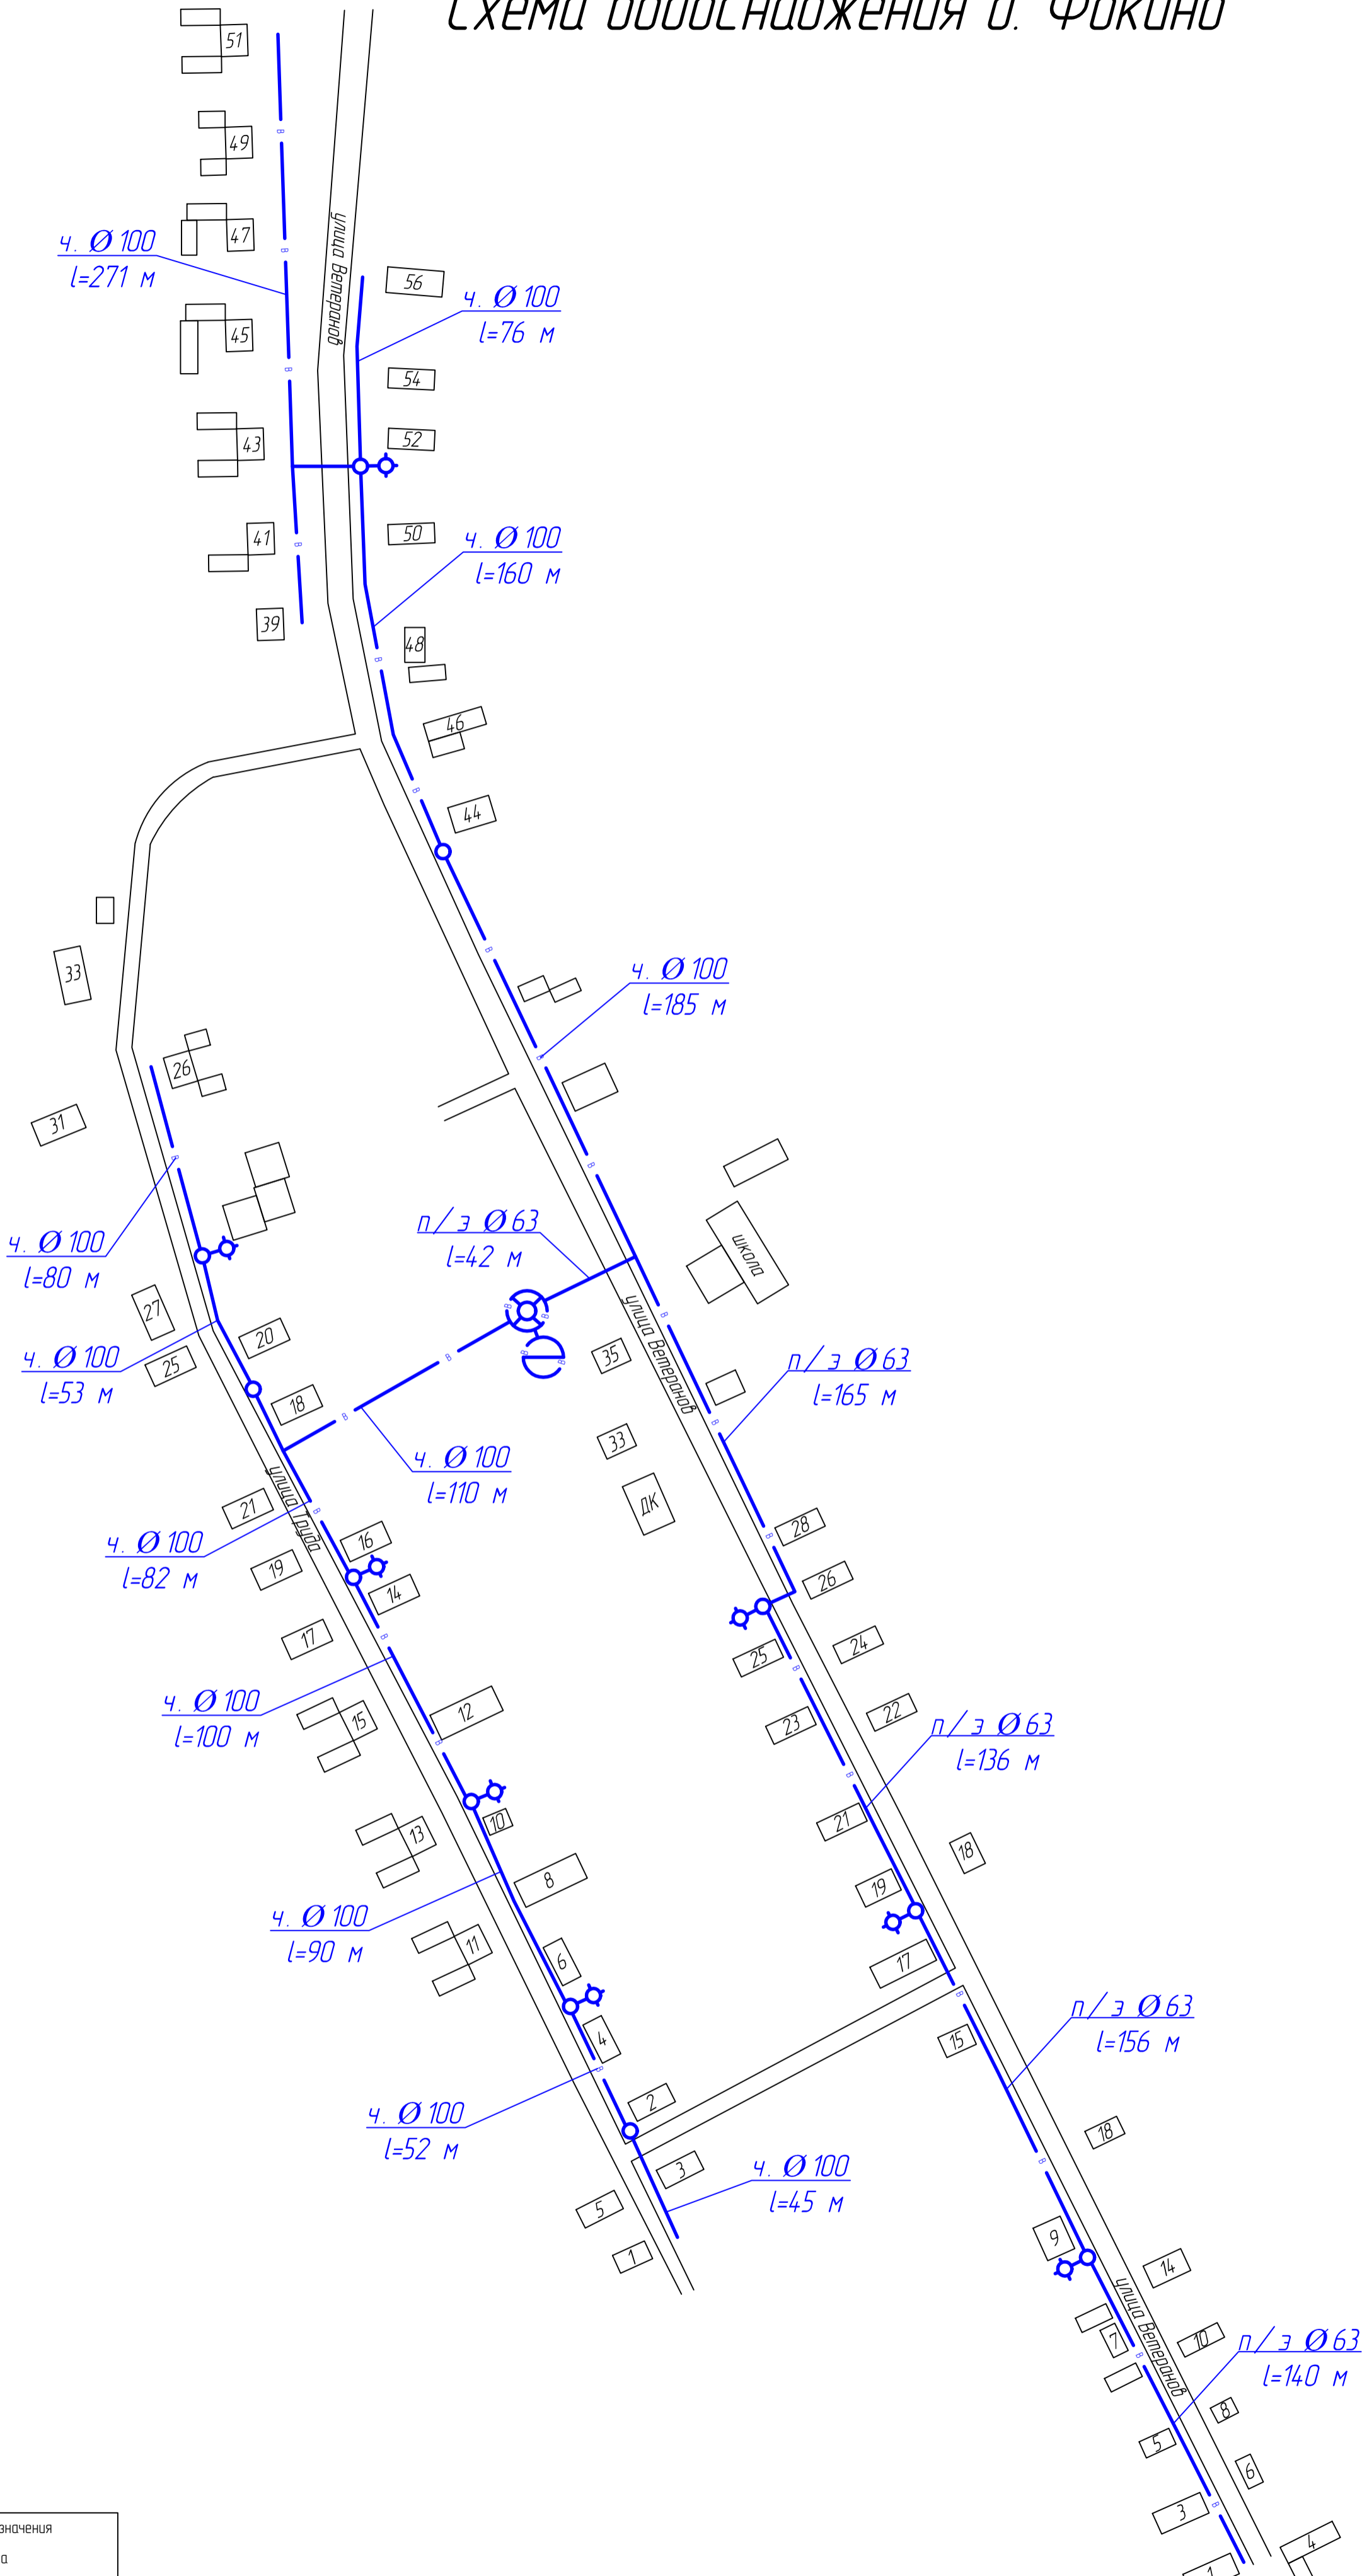 Схема водоснабжения д. Фокино
51
49
47
ч. Ø 100
l=271 м
улица Ветеранов
56
ч. Ø 100
l=76 м
45
54
43
52
41
50
ч. Ø 100
l=160 м
39
48
46
44
33
ч. Ø 100
l=185 м
26
31
школа
п/э Ø 63
l=42 м
ч. Ø 100
l=80 м
27
20
25
ч. Ø 100
l=53 м
35
улица Ветеранов
п/э Ø 63
l=165 м
18
33
ч. Ø 100
l=110 м
ДК
21
улица Труда
28
ч. Ø 100
l=82 м
16
19
14
26
17
25
24
ч. Ø 100
l=100 м
12
15
23
22
п/э Ø 63
l=136 м
10
13
21
18
8
19
ч. Ø 100
l=90 м
11
6
17
п/э Ø 63
l=156 м
4
15
2
ч. Ø 100
l=52 м
18
3
ч. Ø 100
l=45 м
5
1
9
14
улица Ветеранов
7
10
п/э Ø 63
l=140 м
8
5
6
3
4
1
значения
а